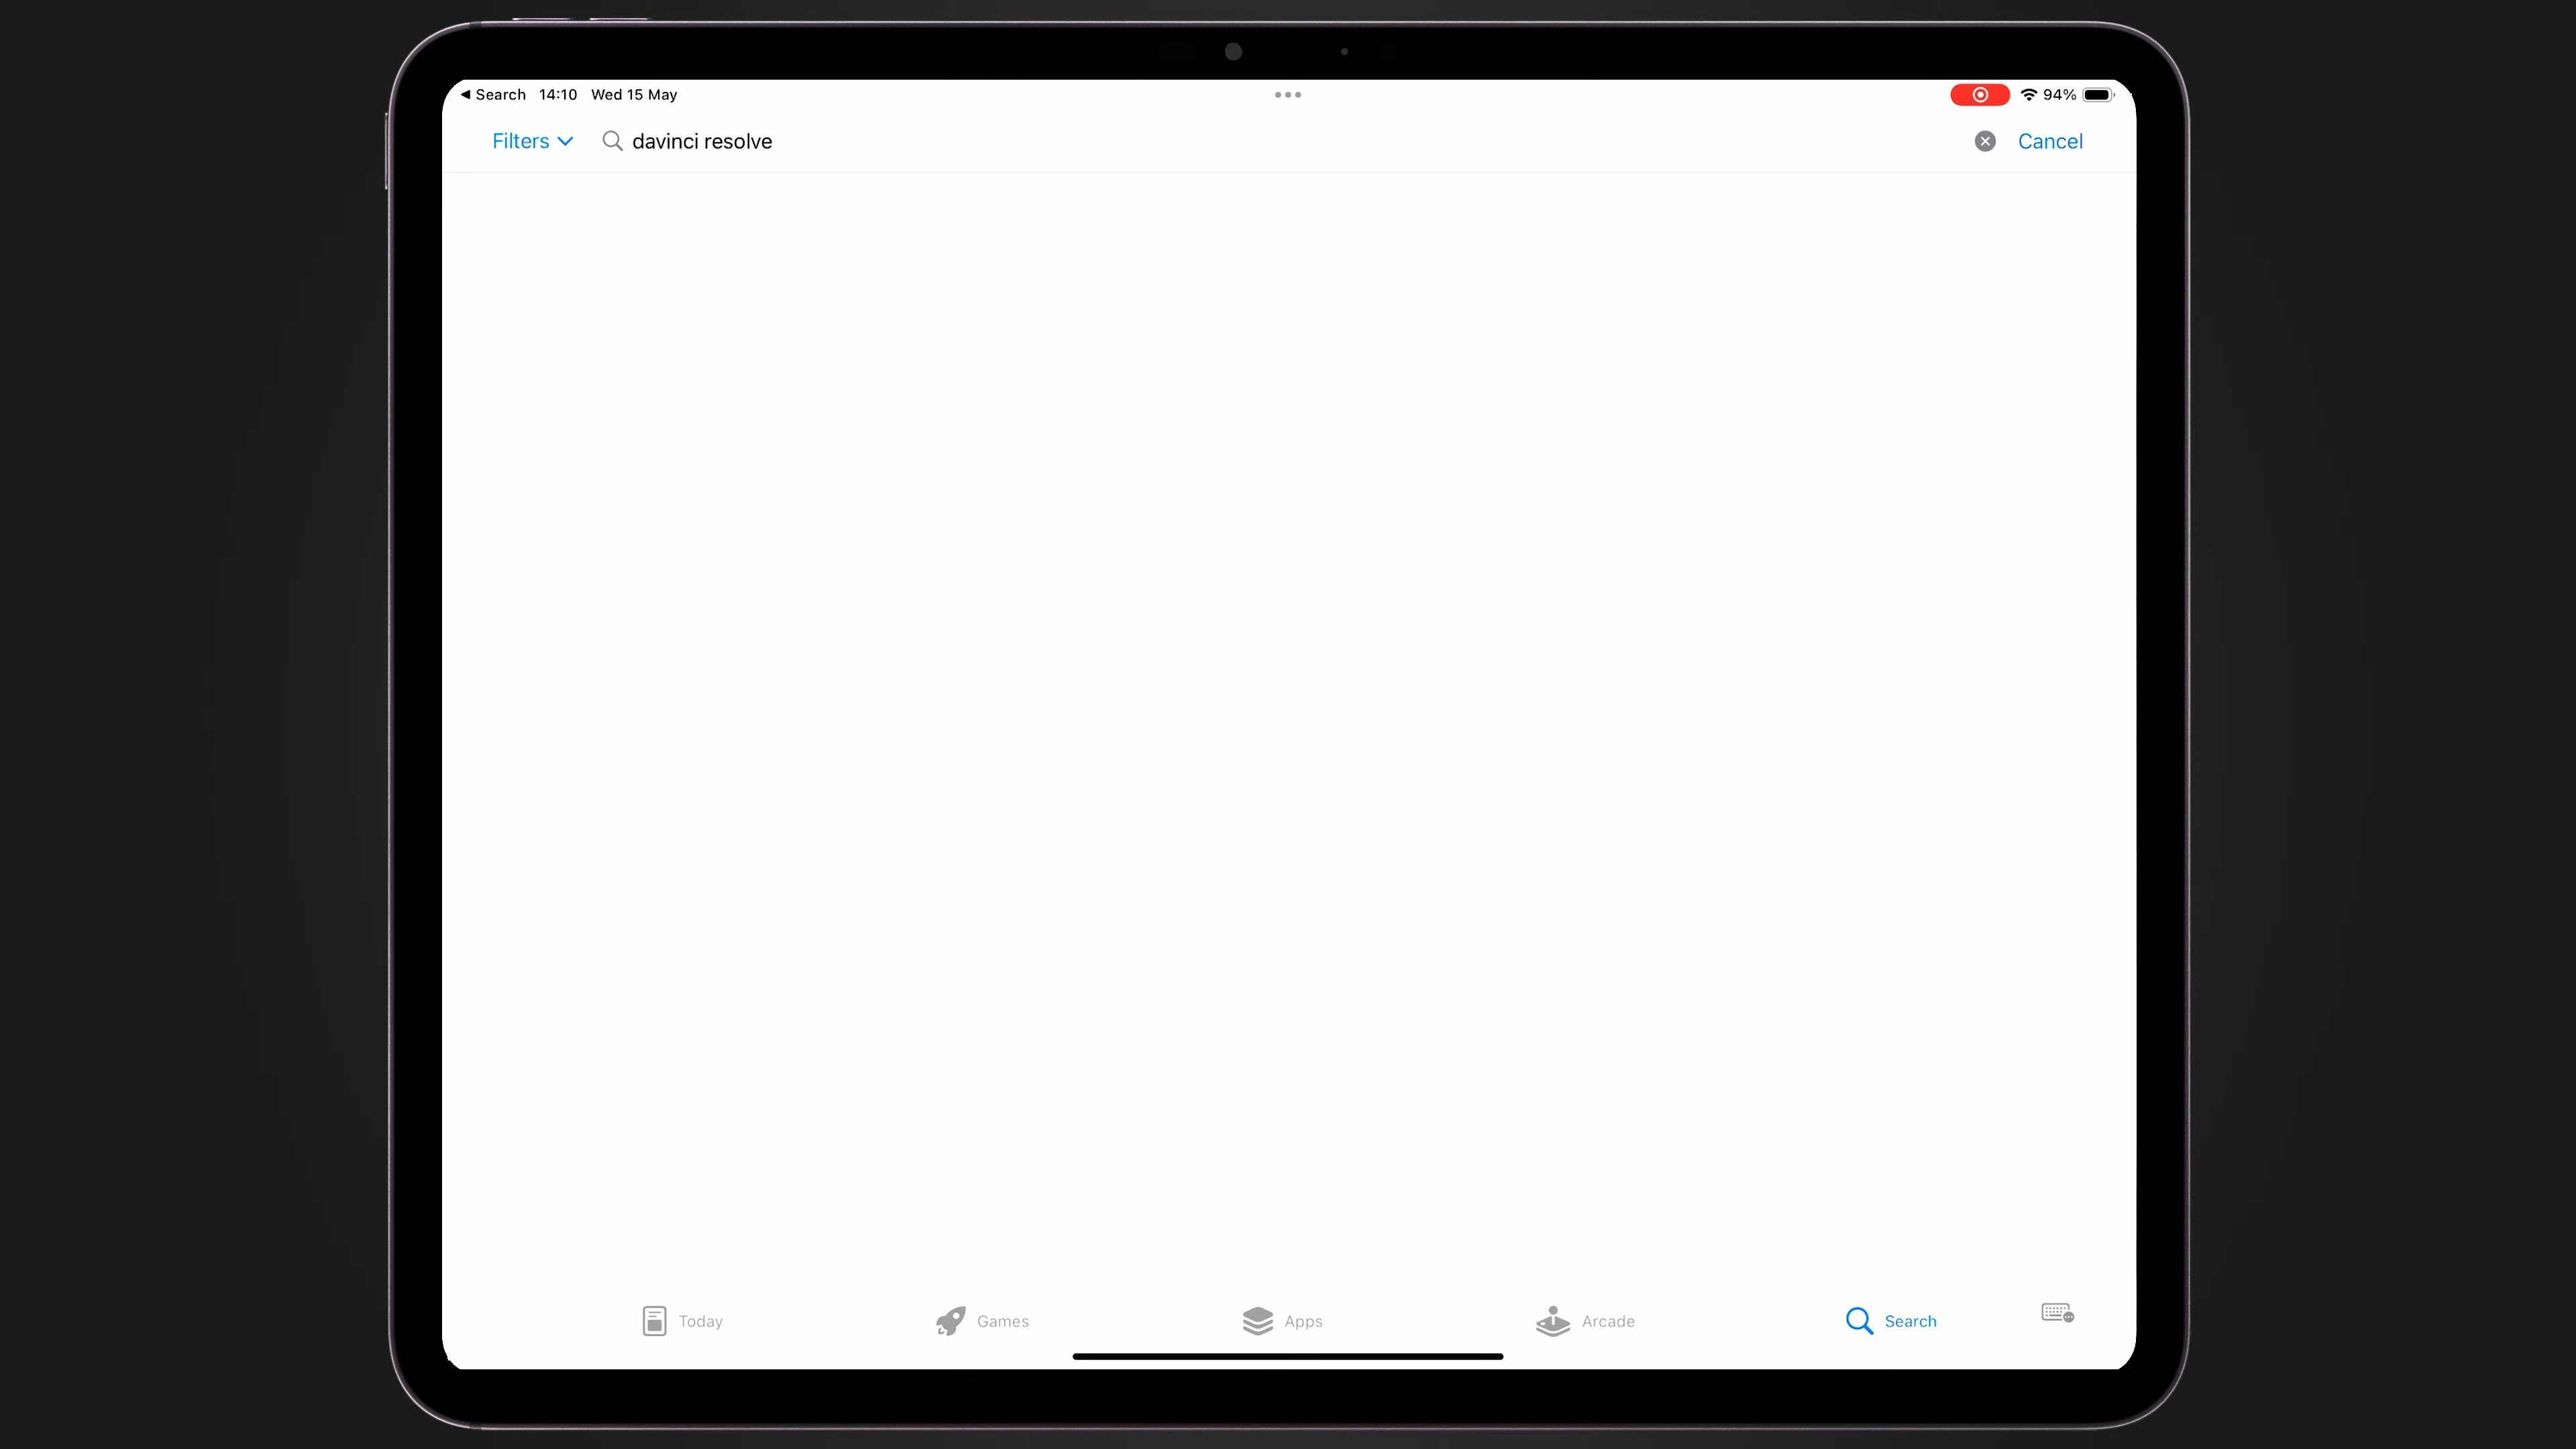 Search 14:10 Wed 15 May 94%
Filters davinci resolve Cancel
Today Games Apps Arcade Search